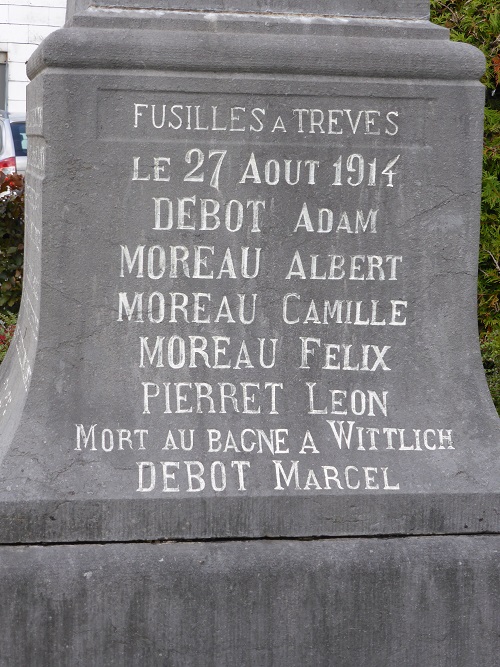 FUSILLES A TREVES
LE 27 AOUT 1914
DEBOT ADAM
MOREAU ALBERT
MOREAU CAMILLE
MOREAU FELIX
PIERRET LEON
MORT AU BAGNE A WITTLICH
DEBOT MARCEL